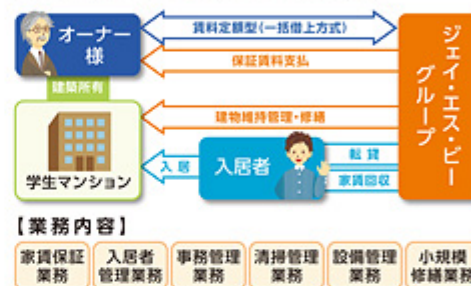 オーナー様
賃料定額型(一括借上方式)
保証賃料支払
建築所有
建物維持管理・修繕
ジェイ・エス・ビーグループ
学生マンション
入居
入居者
転貸
家賃回収
【業務内容】
家賃保証業務
入居者管理業務
事務管理業務
清掃管理業務
設備管理業務
小規模修繕業務